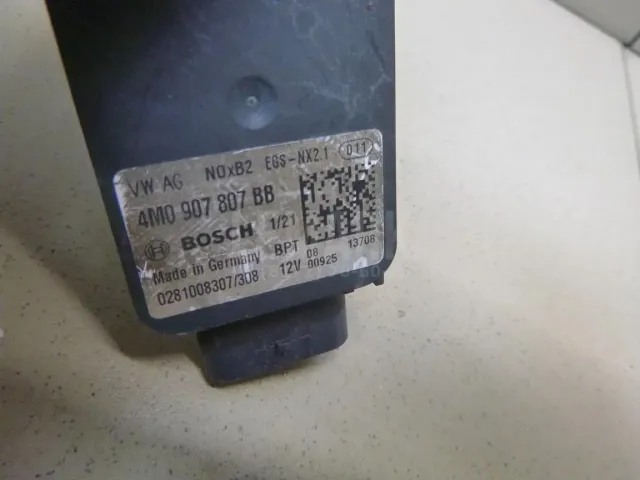 VW AG NOxB2 EGS-NX2.1 011
4M0 907 807 BB
BOSCH 1/21
Made in Germany BPT 08 13708
0281008307/308 12V 00925